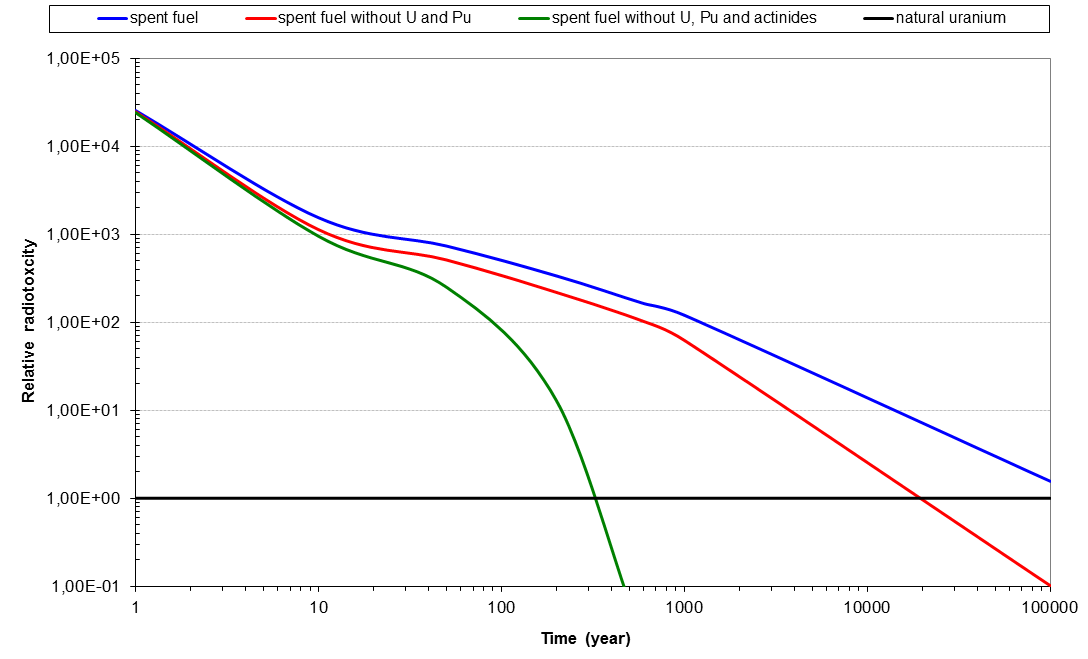 spent fuel spent fuel without U and Pu spent fuel without U, Pu and actinides natural uranium
1,00E+05
1,00E+04
1,00E+03
1,00E+02
1,00E+01
1,00E+00
1,00E-01
Relative radiotoxcity
1 10 100 1000 10000 100000
Time (year)